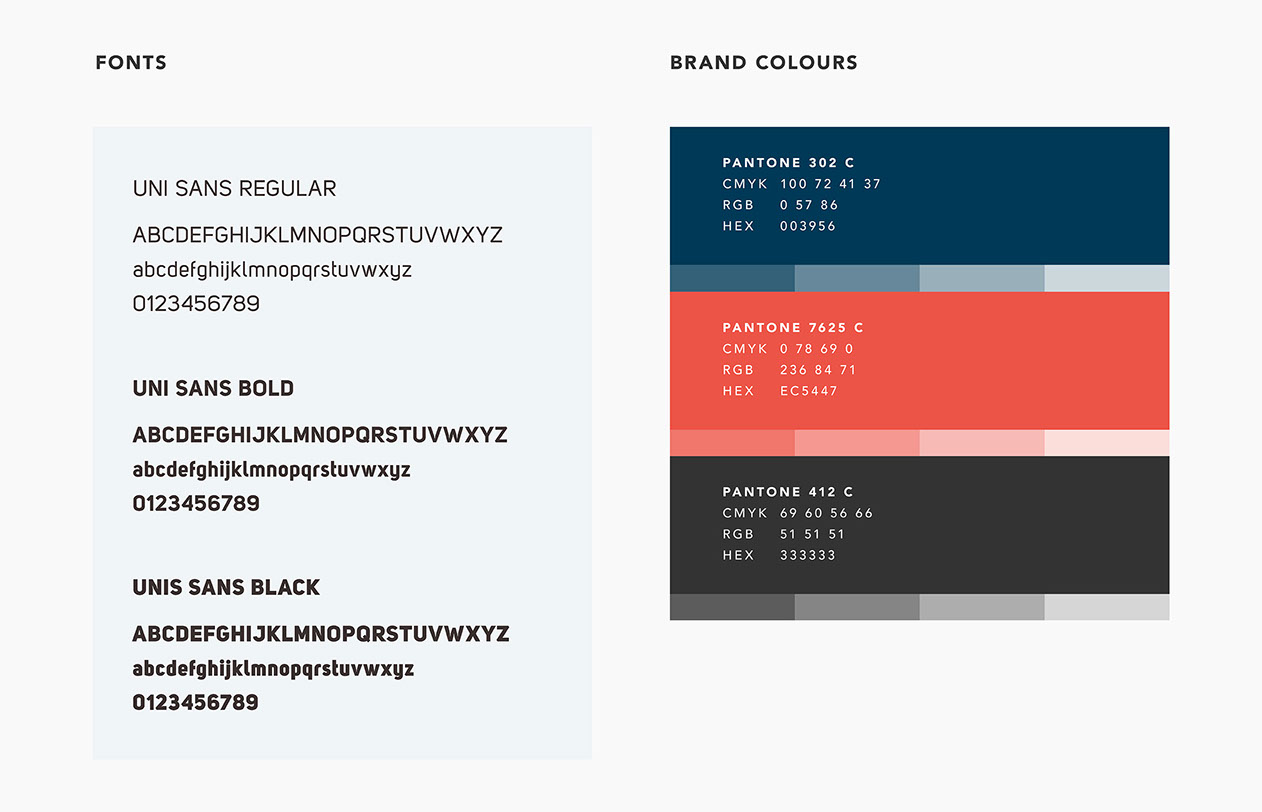 FONTS
UNI SANS REGULAR
ABCDEFGHIJKLMNOPQRSTUVWXYZ
abcdefghijklmnopqrstuvwxyz
0123456789
UNI SANS BOLD
ABCDEFGHIJKLMNOPQRSTUVWXYZ
abcdefghijklmnopqrstuvwxyz
0123456789
UNIS SANS BLACK
ABCDEFGHIJKLMNOPQRSTUVWXYZ
abcdefghijklmnopqrstuvwxyz
0123456789
BRAND COLOURS
PANTONE 302 C
CMYK 100 72 41 37
RGB 0 57 86
HEX 003956
PANTONE 7625 C
CMYK 0 78 69 0
RGB 236 84 71
HEX EC5447
PANTONE 412 C
CMYK 69 60 56 66
RGB 51 51 51
HEX 333333